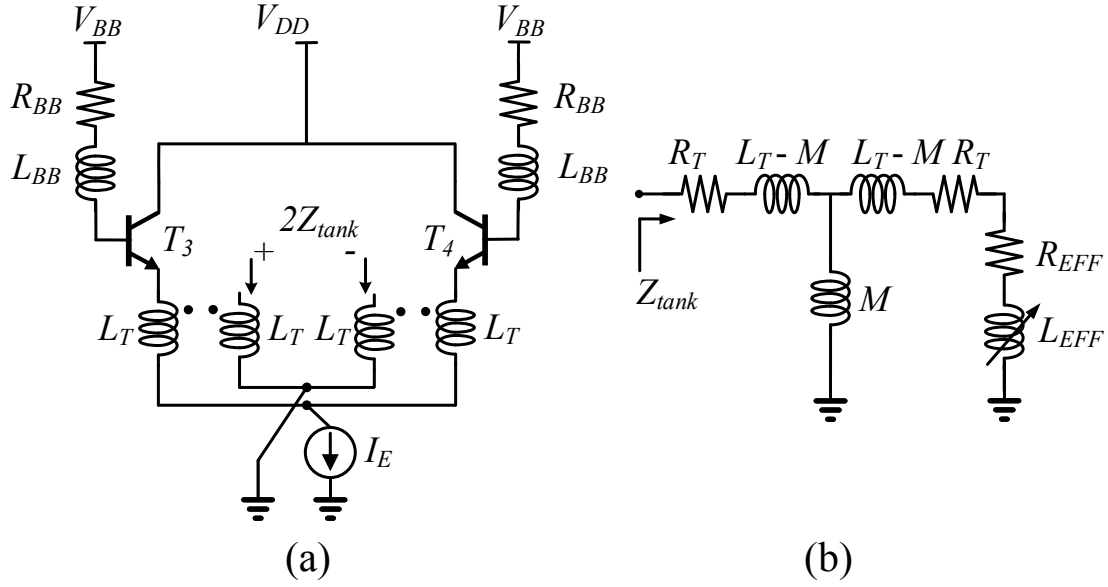 V_BB V_DD V_BB
R_BB R_BB
L_BB L_BB
R_T L_T - M L_T - M R_T
T_3 2Z_tank T_4
+ -
R_EFF
Z_tank M
L_T L_T L_T L_T
L_EFF
I_E
(a) (b)